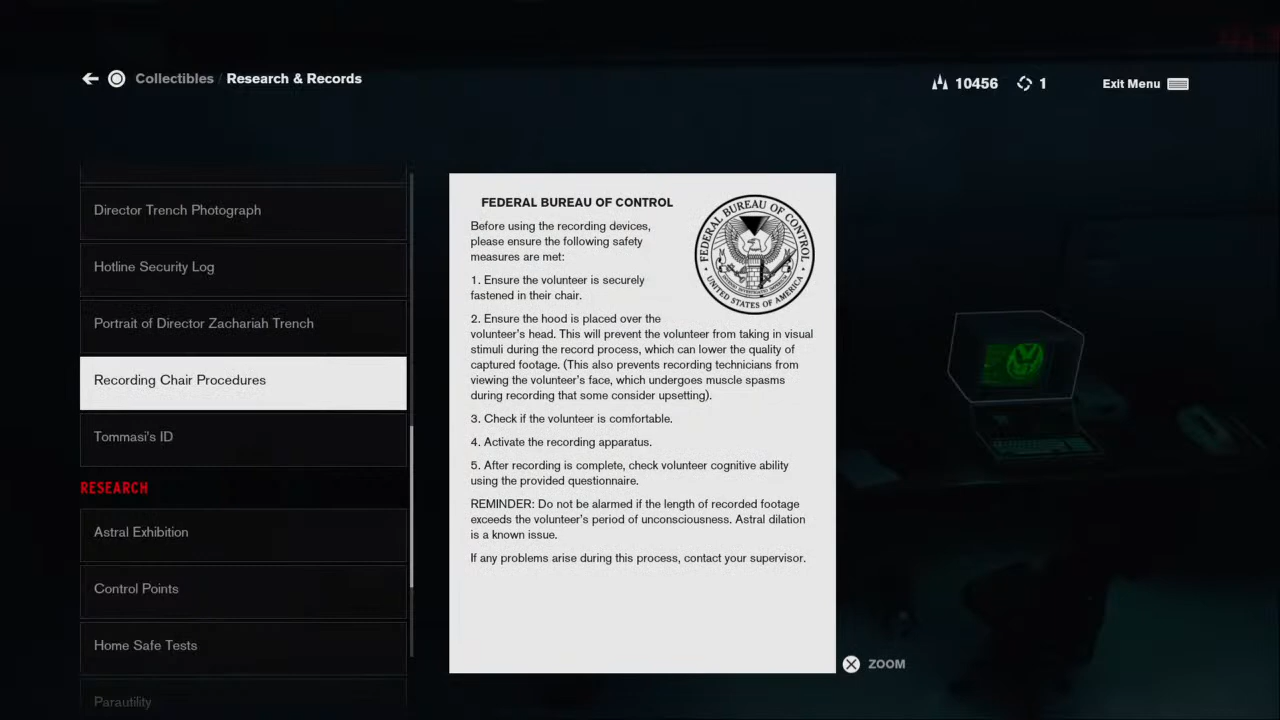 Collectibles / Research & Records
10456
1
Exit Menu
Director Trench Photograph
Hotline Security Log
Portrait of Director Zachariah Trench
Recording Chair Procedures
Tommasi's ID
RESEARCH
Astral Exhibition
Control Points
Home Safe Tests
Parautility
FEDERAL BUREAU OF CONTROL
Before using the recording devices,
please ensure the following safety
measures are met:
1. Ensure the volunteer is securely
fastened in their chair.
2. Ensure the hood is placed over the
volunteer's head. This will prevent the volunteer from taking in visual
stimuli during the record process, which can lower the quality of
captured footage. (This also prevents recording technicians from
viewing the volunteer's face, which undergoes muscle spasms
during recording that some consider upsetting).
3. Check if the volunteer is comfortable.
4. Activate the recording apparatus.
5. After recording is complete, check volunteer cognitive ability
using the provided questionnaire.
REMINDER: Do not be alarmed if the length of recorded footage
exceeds the volunteer's period of unconsciousness. Astral dilation
is a known issue.
If any problems arise during this process, contact your supervisor.
FEDERAL BUREAU OF CONTROL
UNITED STATES OF AMERICA
ZOOM